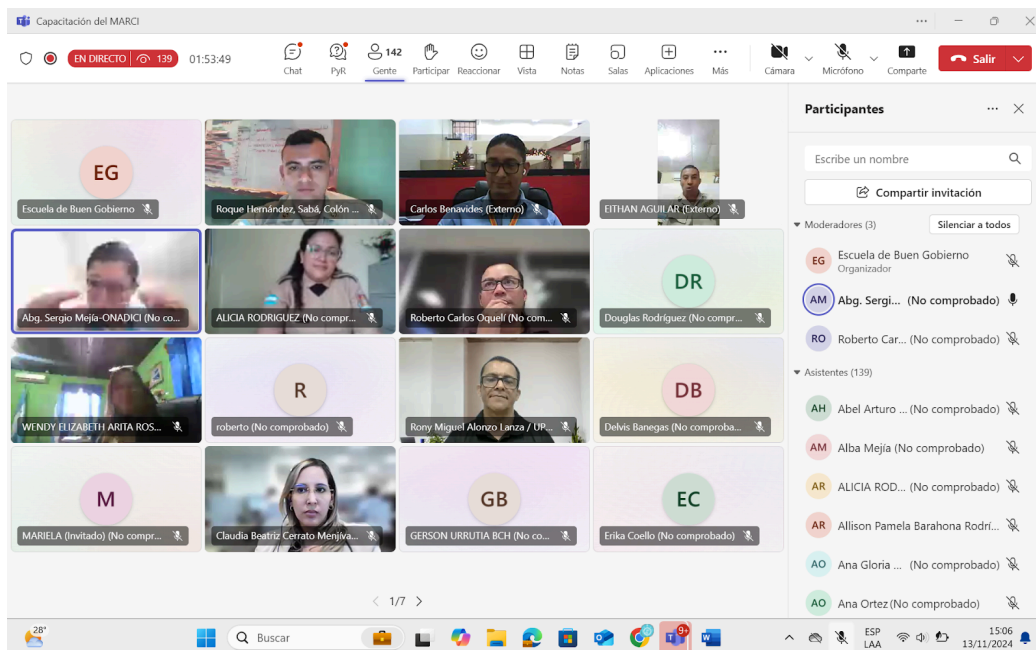 Capacitación del MARCI
EN DIRECTO 139 01:53:49
Chat
PyR
142
Gente
Participar
Reaccionar
Vista
Notas
Salas
Aplicaciones
Más
Cámara
Micrófono
Comparte
Salir
EG
Escuela de Buen Gobierno
Roque Hernández, Sabá, Colón ...
Carlos Benavides (Externo)
EITHAN AGUILAR (Externo)
Abg. Sergio Mejía-ONADICI (No co...
ALICIA RODRIGUEZ (No compr...
Roberto Carlos Oquelí (No com...
DR
Douglas Rodríguez (No compr...
WENDY ELIZABETH ARITA ROS...
R
roberto (No comprobado)
Rony Miguel Alonzo Lanza / UP...
DB
Delvis Banegas (No comproba...
M
MARIELA (Invitado) (No compr...
Claudia Beatriz Cerrato Menjíva...
GB
GERSON URRUTIA BCH (No co...
EC
Erika Coello (No comprobado)
1/7
Participantes
Escribe un nombre
Compartir invitación
Moderadores (3)
Silenciar a todos
EG
Escuela de Buen Gobierno
Organizador
AM
Abg. Sergi... (No comprobado)
RO
Roberto Car... (No comprobado)
Asistentes (139)
AH
Abel Arturo ... (No comprobado)
AM
Alba Mejía (No comprobado)
AR
ALICIA ROD... (No comprobado)
AR
Allison Pamela Barahona Rodrí...
AO
Ana Gloria ... (No comprobado)
AO
Ana Ortez (No comprobado)
28°
Buscar
9+
ESP
LAA
15:06
13/11/2024